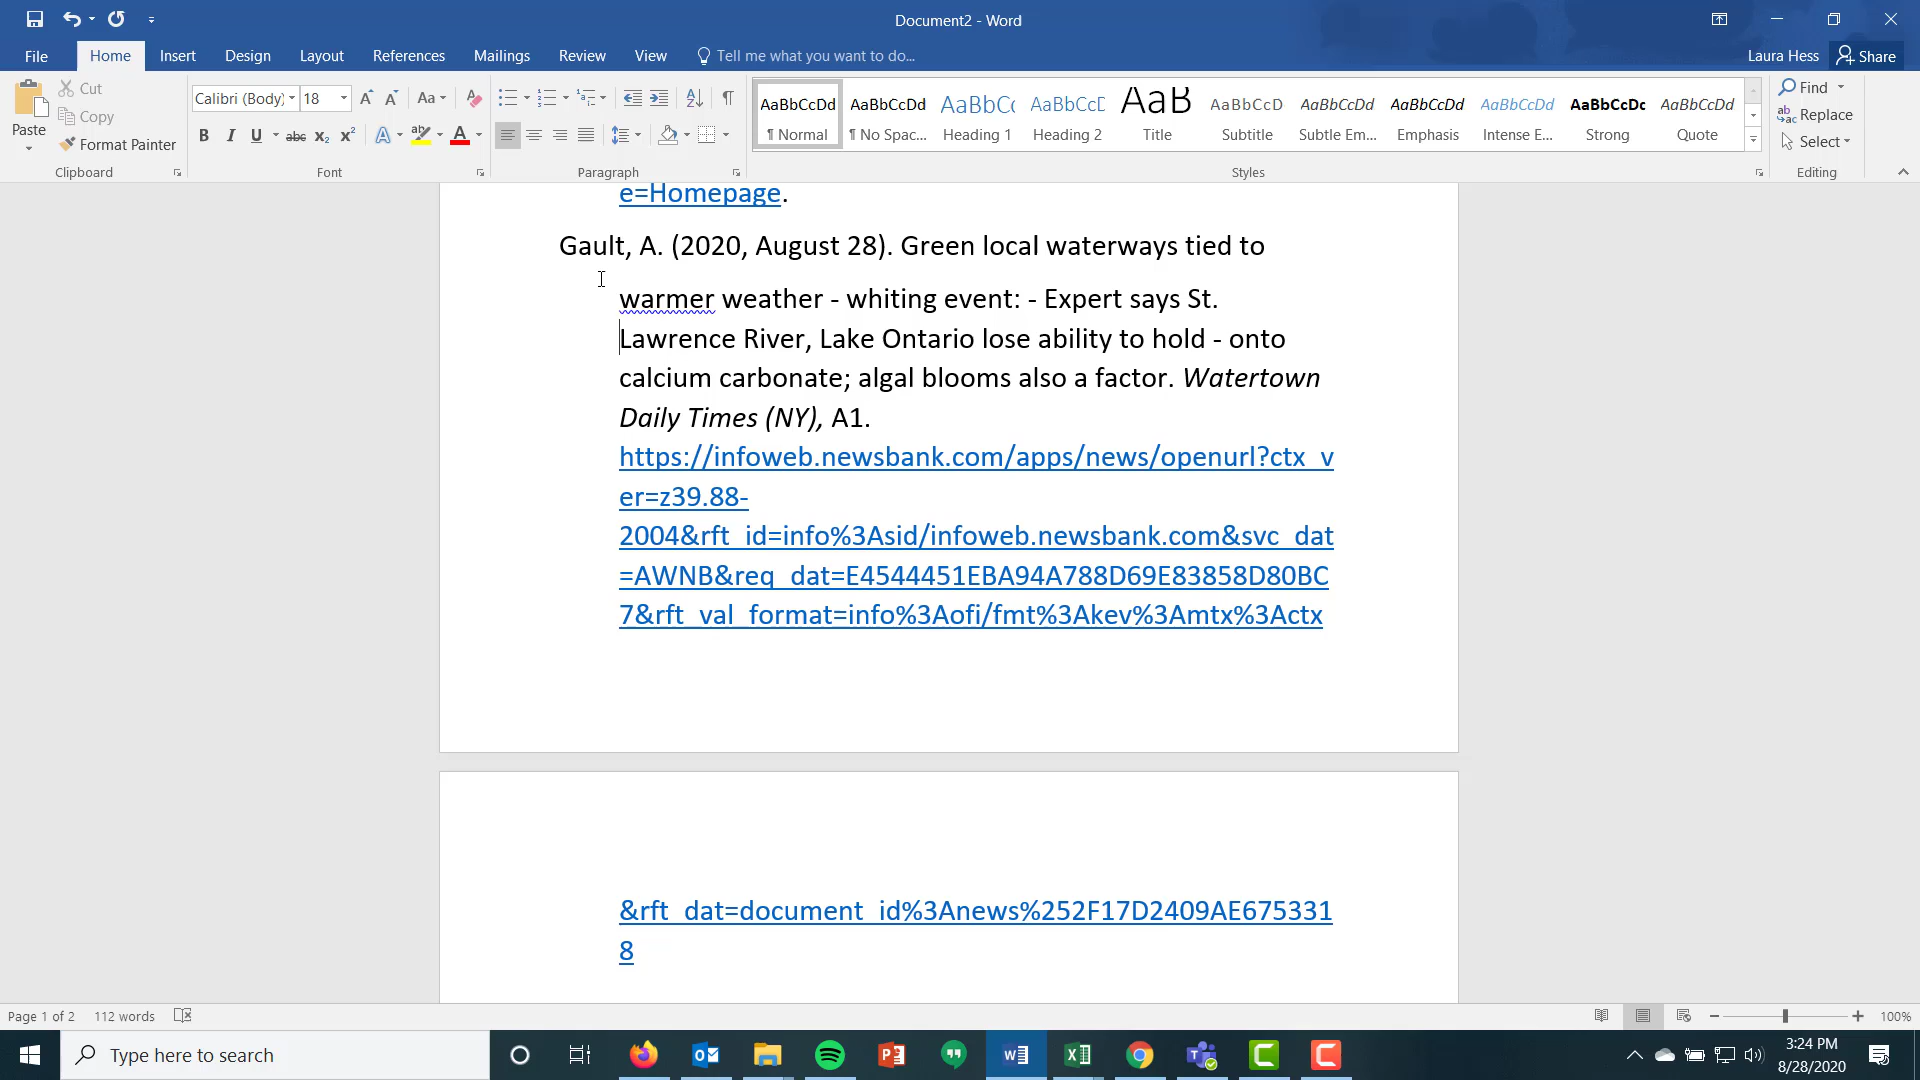 Document2 - Word
File Home Insert Design Layout References Mailings Review View Tell me what you want to do...
Laura Hess Share
Paste
Cut
Copy
Format Painter
Clipboard
Calibri (Body) 18
Aa
B I U abc x₂ x² A ab A
Font
Paragraph
AaBbCcDd AaBbCcDd AaBbC AaBbCcD AaB AaBbCcD AaBbCcDd AaBbCcDd AaBbCcDd AaBbCcDc AaBbCcDd
¶ Normal ¶ No Spac... Heading 1 Heading 2 Title Subtitle Subtle Em... Emphasis Intense E... Strong Quote
Styles
Find
Replace
Select
Editing
e=Homepage.
Gault, A. (2020, August 28). Green local waterways tied to
warmer weather - whiting event: - Expert says St.
Lawrence River, Lake Ontario lose ability to hold - onto
calcium carbonate; algal blooms also a factor. Watertown
Daily Times (NY), A1.
https://infoweb.newsbank.com/apps/news/openurl?ctx_v
er=z39.88-
2004&rft_id=info%3Asid/infoweb.newsbank.com&svc_dat
=AWNB&req_dat=E4544451EBA94A788D69E83858D80BC
7&rft_val_format=info%3Aofi/fmt%3Akev%3Amtx%3Actx
&rft_dat=document_id%3Anews%252F17D2409AE675331
8
Page 1 of 2 112 words
100%
Type here to search
3:24 PM
8/28/2020